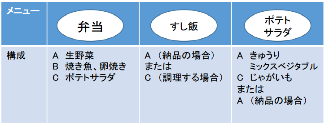 メニュー
弁当
すし飯
ポテト
サラダ
構成
A 生野菜
B 焼き魚、卵焼き
C ポテトサラダ
A （納品の場合）
または
C （調理する場合）
A きゅうり
ミックスベジタブル
C じゃがいも
または
A （納品の場合）